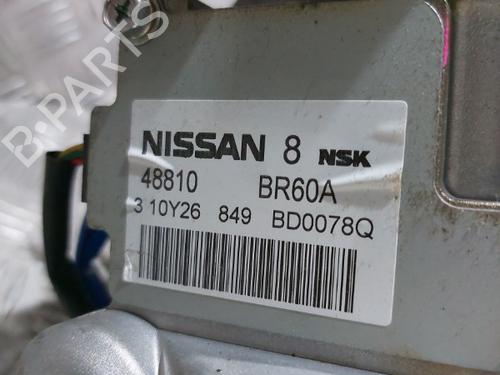 B-PARTS
NISSAN 8 NSK
48810 BR60A
3 10Y26 849 BD0078Q